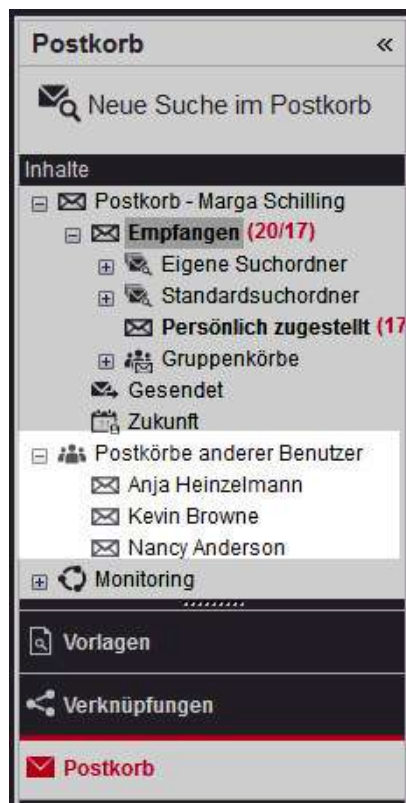 Postkorb «
Neue Suche im Postkorb
Inhalte
Postkorb - Marga Schilling
Empfangen (20/17)
Eigene Suchordner
Standardsuchordner
Persönlich zugestellt (17
Gruppenkörbe
Gesendet
Zukunft
Postkörbe anderer Benutzer
Anja Heinzelmann
Kevin Browne
Nancy Anderson
Monitoring
Vorlagen
Verknüpfungen
Postkorb